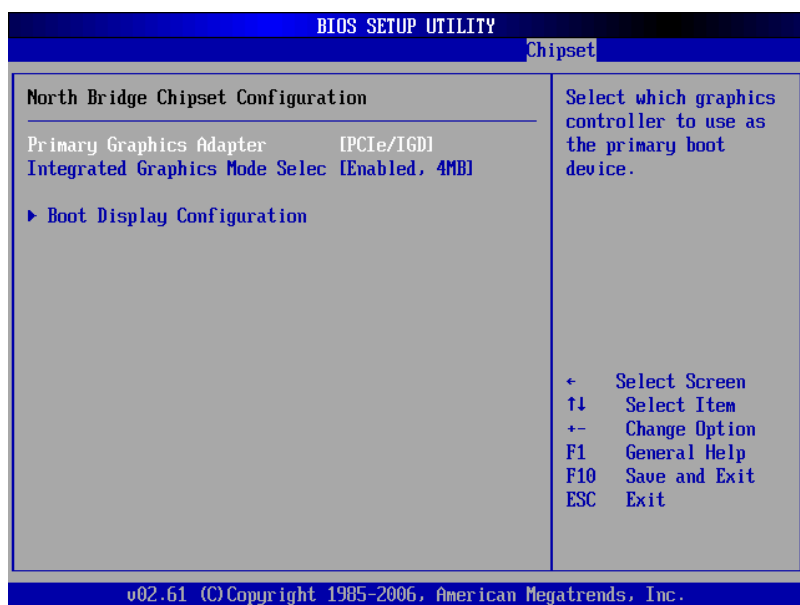 BIOS SETUP UTILITY
Chipset
North Bridge Chipset Configuration
Primary Graphics Adapter [PCIe/IGD]
Integrated Graphics Mode Selec [Enabled, 4MB]
▶ Boot Display Configuration
Select which graphics
controller to use as
the primary boot
device.
← Select Screen
↑↓ Select Item
+- Change Option
F1 General Help
F10 Save and Exit
ESC Exit
v02.61 (C)Copyright 1985-2006, American Megatrends, Inc.